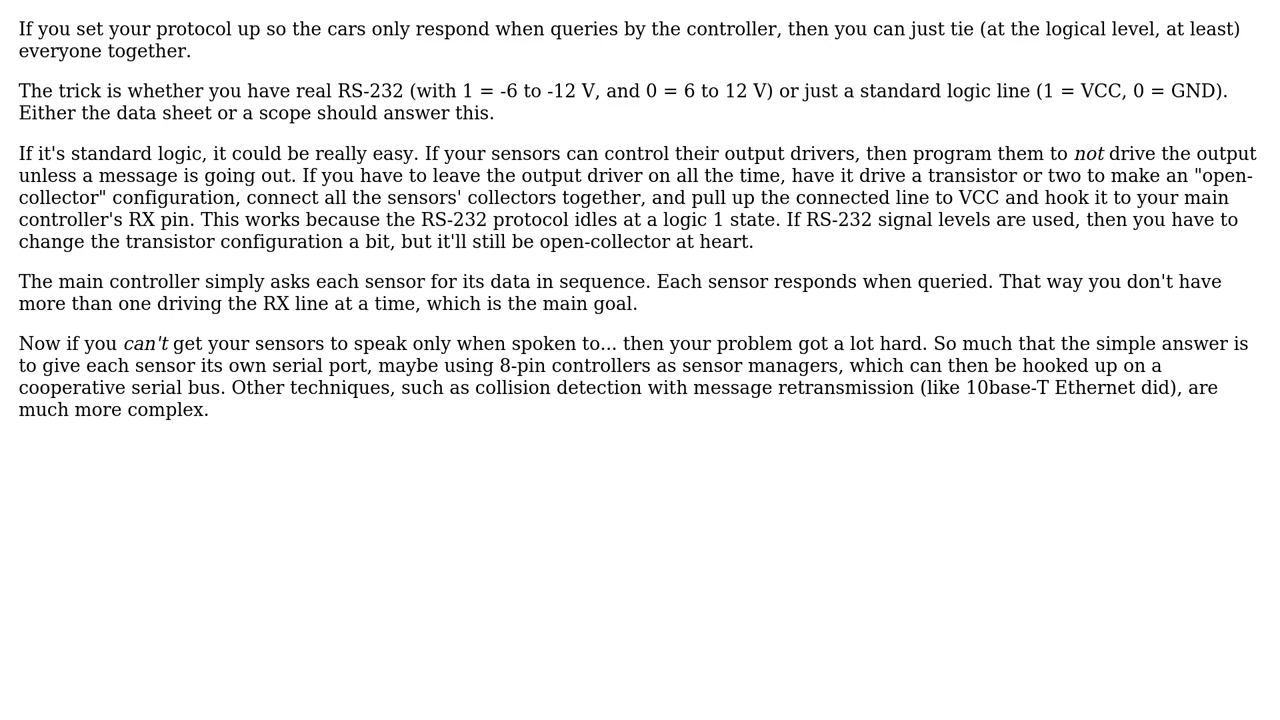 If you set your protocol up so the cars only respond when queries by the controller, then you can just tie (at the logical level, at least)
everyone together.
The trick is whether you have real RS-232 (with 1 = -6 to -12 V, and 0 = 6 to 12 V) or just a standard logic line (1 = VCC, 0 = GND).
Either the data sheet or a scope should answer this.
If it's standard logic, it could be really easy. If your sensors can control their output drivers, then program them to not drive the output
unless a message is going out. If you have to leave the output driver on all the time, have it drive a transistor or two to make an "open-
collector" configuration, connect all the sensors' collectors together, and pull up the connected line to VCC and hook it to your main
controller's RX pin. This works because the RS-232 protocol idles at a logic 1 state. If RS-232 signal levels are used, then you have to
change the transistor configuration a bit, but it'll still be open-collector at heart.
The main controller simply asks each sensor for its data in sequence. Each sensor responds when queried. That way you don't have
more than one driving the RX line at a time, which is the main goal.
Now if you can't get your sensors to speak only when spoken to... then your problem got a lot hard. So much that the simple answer is
to give each sensor its own serial port, maybe using 8-pin controllers as sensor managers, which can then be hooked up on a
cooperative serial bus. Other techniques, such as collision detection with message retransmission (like 10base-T Ethernet did), are
much more complex.